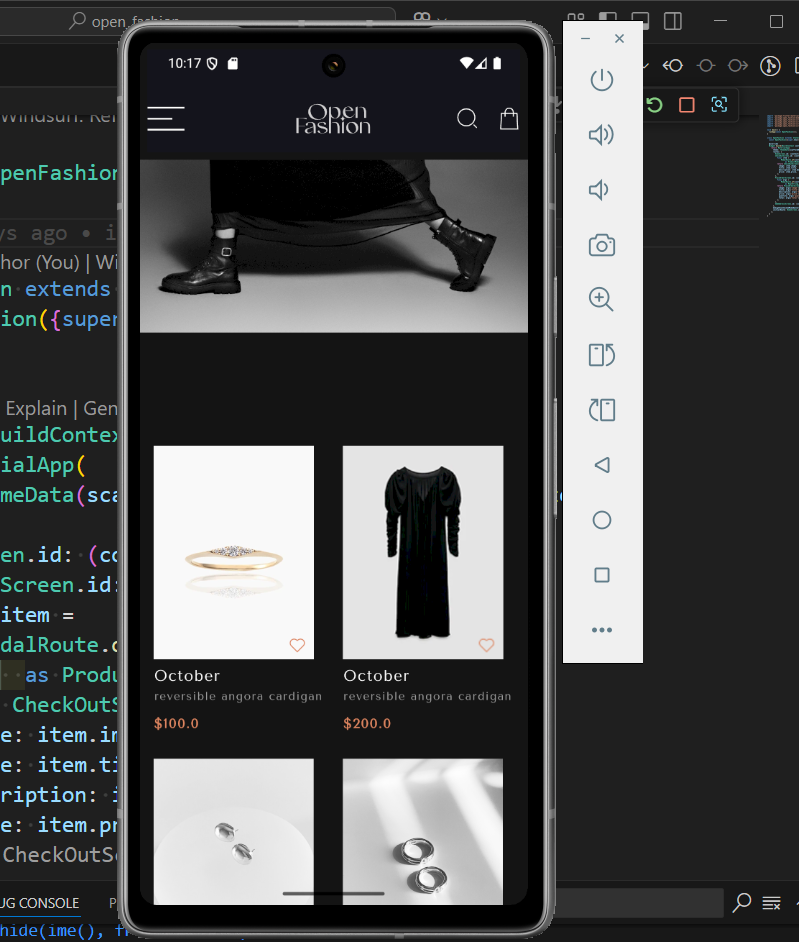 open_fashion
10:17
Open
Fashion
Windsurf: Re
penFashion
ys ago • i
hor (You) | Wi
n extends
ion({super
Explain | Gen
uildContex
ialApp(
meData(sca
en.id: (co
Screen.id:
item =
dalRoute.
as Produ
CheckOutS
e: item.im
e: item.ti
ription: i
e: item.pr
CheckOutSc
October
reversible angora cardigan
$100.0
October
reversible angora cardigan
$200.0
UG CONSOLE
P
hide(ime(), fr